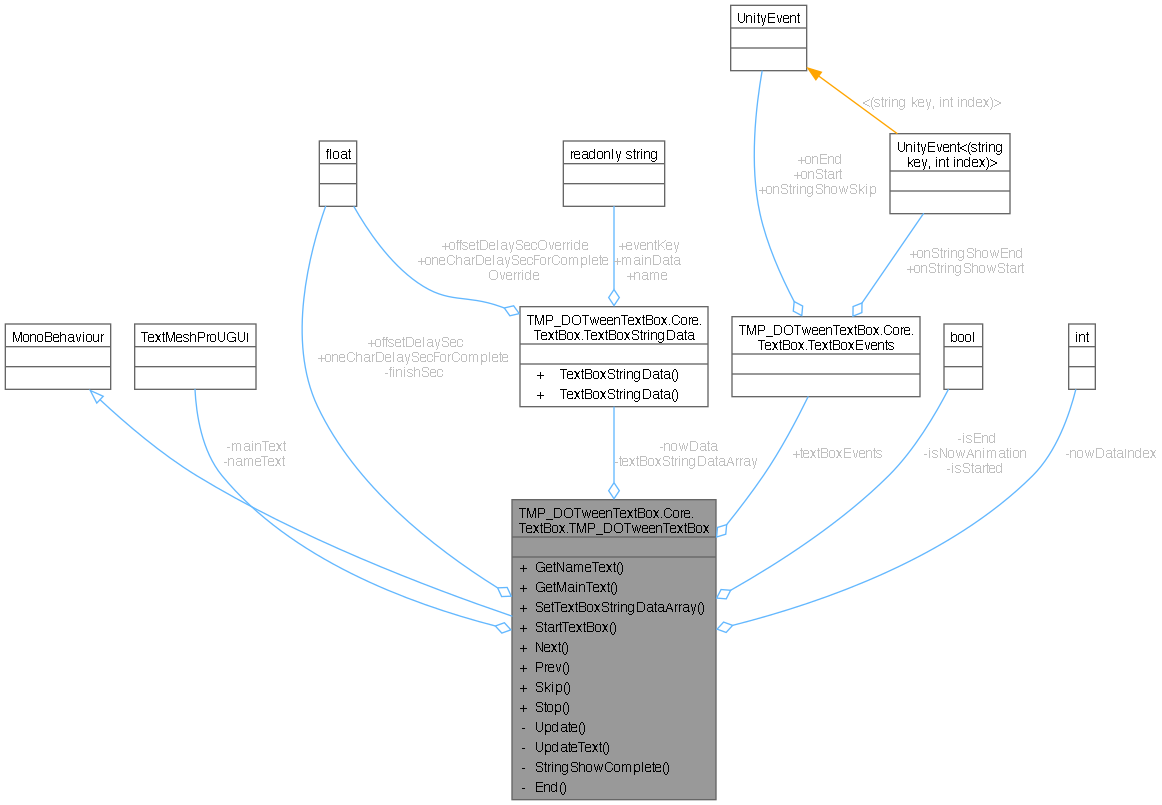 UnityEvent
<(string key, int index)>
UnityEvent<(string
key, int index)>
float
readonly string
+onEnd
+onStart
+onStringShowSkip
+offsetDelaySecOverride
+oneCharDelaySecForComplete
Override
+eventKey
+mainData
+name
+onStringShowEnd
+onStringShowStart
MonoBehaviour
TextMeshProUGUI
+offsetDelaySec
+oneCharDelaySecForComplete
-finishSec
TMP_DOTweenTextBox.Core.
TextBox.TextBoxStringData
+ TextBoxStringData()
+ TextBoxStringData()
TMP_DOTweenTextBox.Core.
TextBox.TextBoxEvents
bool
int
-mainText
-nameText
-nowData
-textBoxStringDataArray
+textBoxEvents
-isEnd
-isNowAnimation
-isStarted
-nowDataIndex
TMP_DOTweenTextBox.Core.
TextBox.TMP_DOTweenTextBox
+ GetNameText()
+ GetMainText()
+ SetTextBoxStringDataArray()
+ StartTextBox()
+ Next()
+ Prev()
+ Skip()
+ Stop()
- Update()
- UpdateText()
- StringShowComplete()
- End()